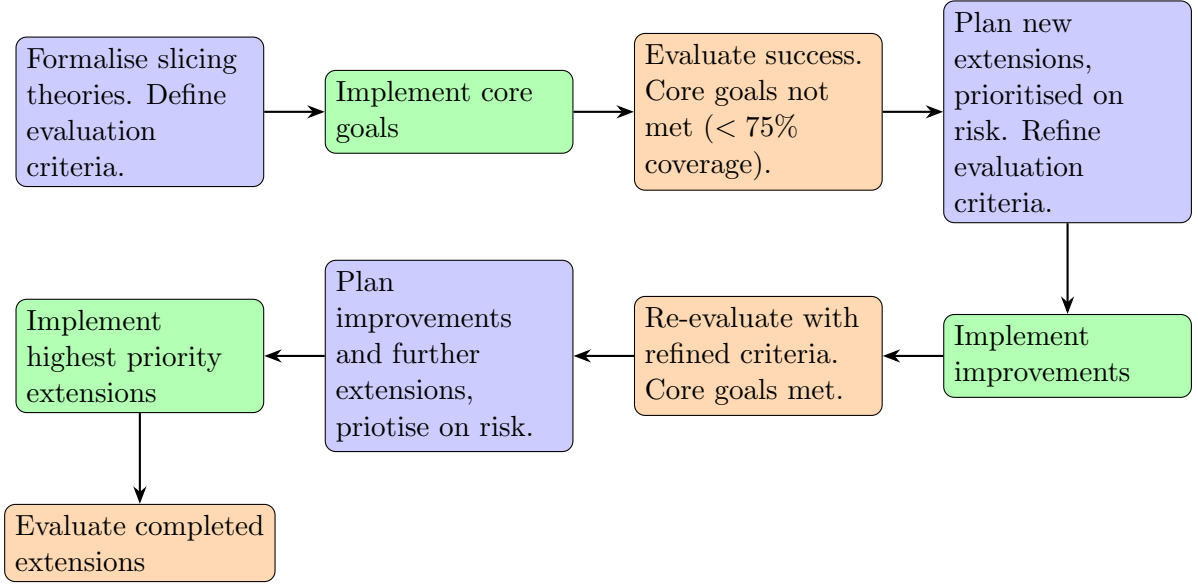 Formalise slicing
theories. Define
evaluation
criteria.
Implement core
goals
Evaluate success.
Core goals not
met (< 75%
coverage).
Plan new
extensions,
prioritised on
risk. Refine
evaluation
criteria.
Implement
improvements
Re-evaluate with
refined criteria.
Core goals met.
Plan
improvements
and further
extensions,
priotise on risk.
Implement
highest priority
extensions
Evaluate completed
extensions